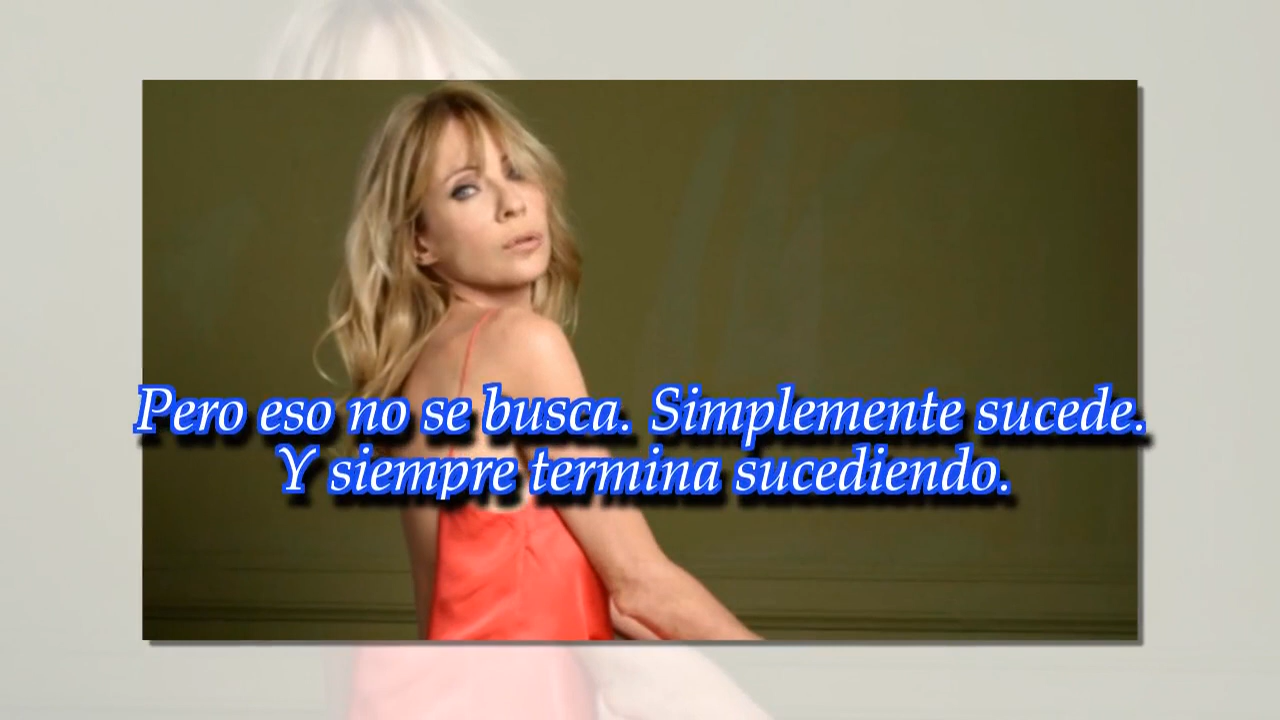 Pero eso no se busca. Simplemente sucede.
Y siempre termina sucediendo.